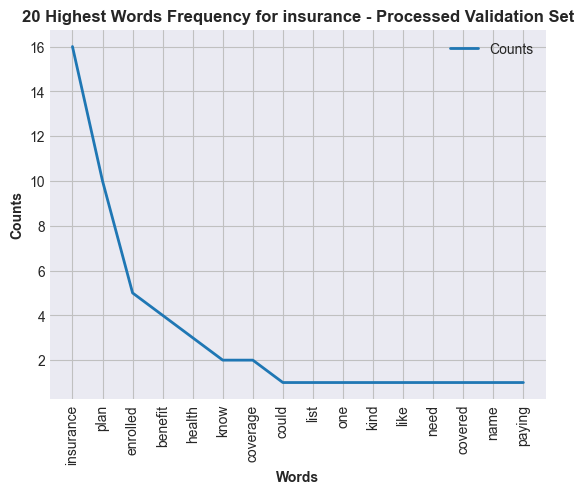 20 Highest Words Frequency for insurance - Processed Validation Set
Counts
16
14
12
10
8
6
4
2
Counts
insurance
plan
enrolled
benefit
health
know
coverage
could
list
one
kind
like
need
covered
name
paying
Words